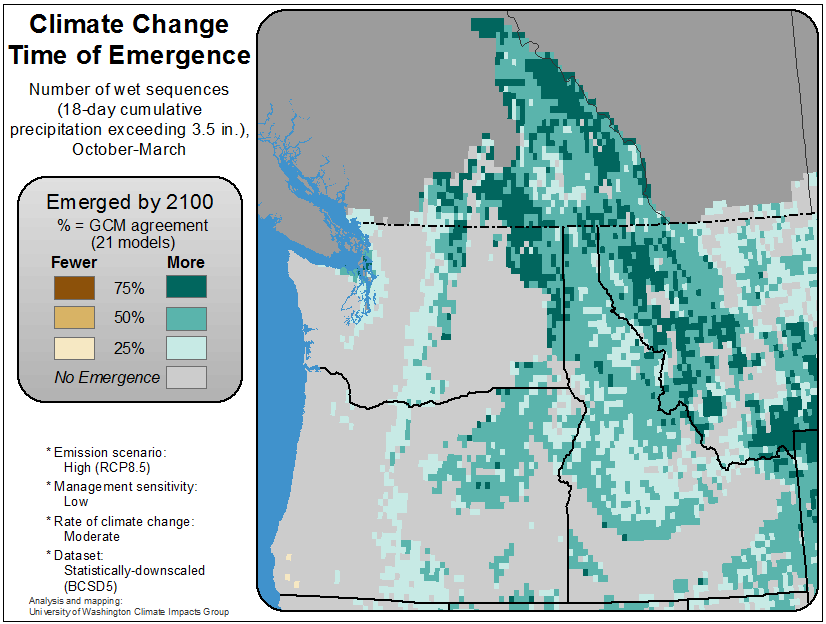 Climate Change
Time of Emergence
Number of wet sequences
(18-day cumulative
precipitation exceeding 3.5 in.),
October-March
Emerged by 2100
% = GCM agreement
(21 models)
Fewer More
75%
50%
25%
No Emergence
* Emission scenario:
High (RCP8.5)
* Management sensitivity:
Low
* Rate of climate change:
Moderate
* Dataset:
Statistically-downscaled
(BCSD5)
Analysis and mapping:
University of Washington Climate Impacts Group